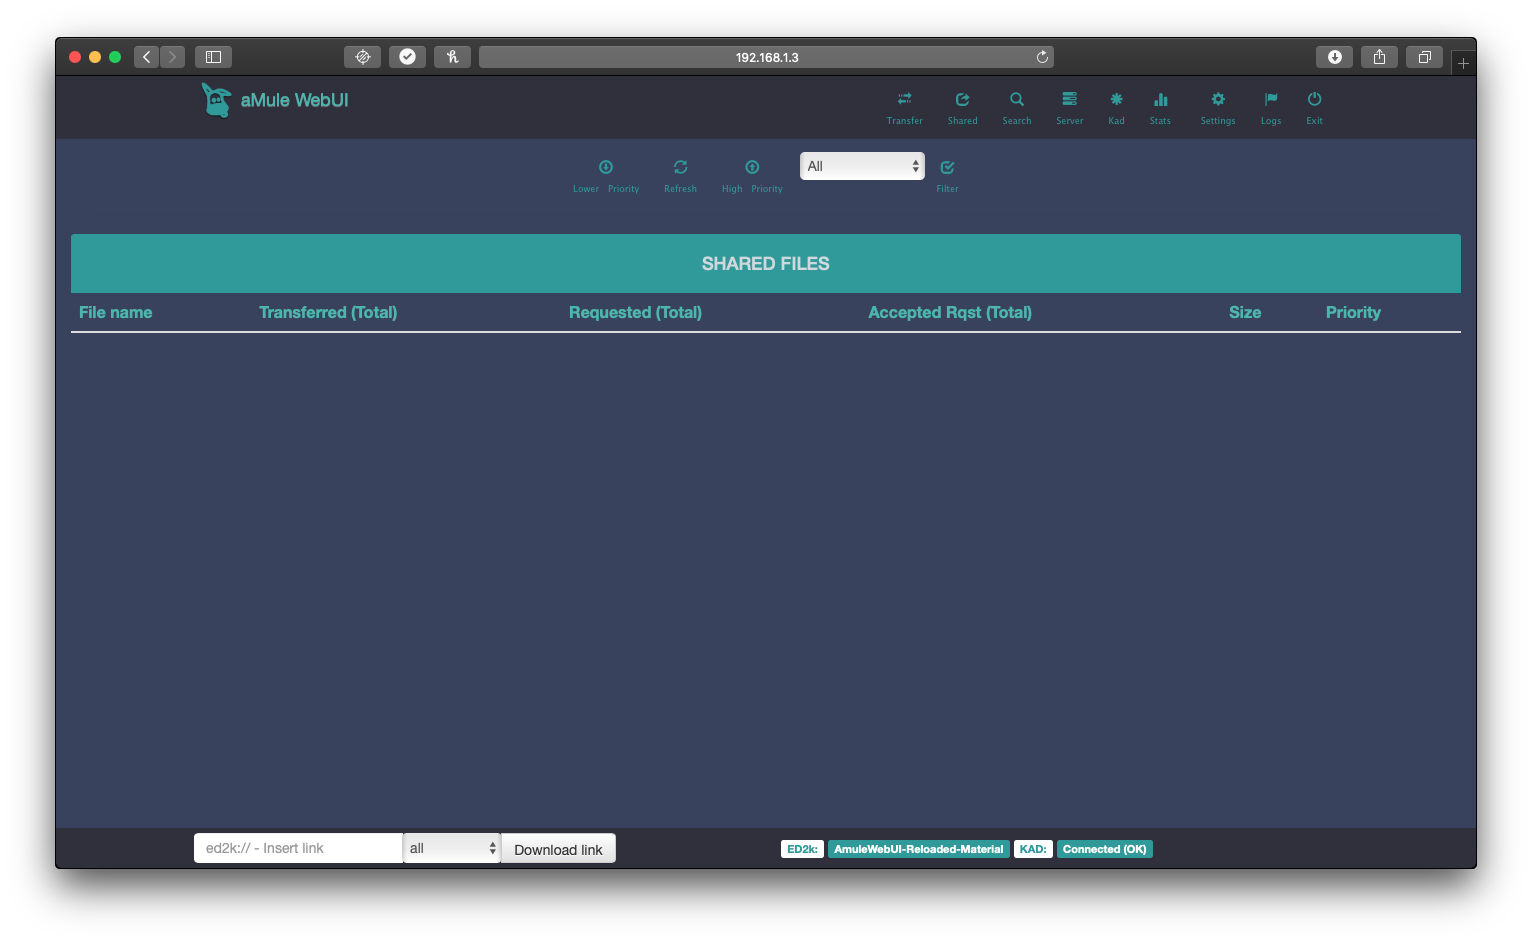 192.168.1.3
aMule WebUI
Transfer Shared Search Server Kad Stats Settings Logs Exit
Lower Priority Refresh High Priority All Filter
SHARED FILES
File name Transferred (Total) Requested (Total) Accepted Rqst (Total) Size Priority
ed2k:// - Insert link all Download link ED2k: AmuleWebUI-Reloaded-Material KAD: Connected (OK)